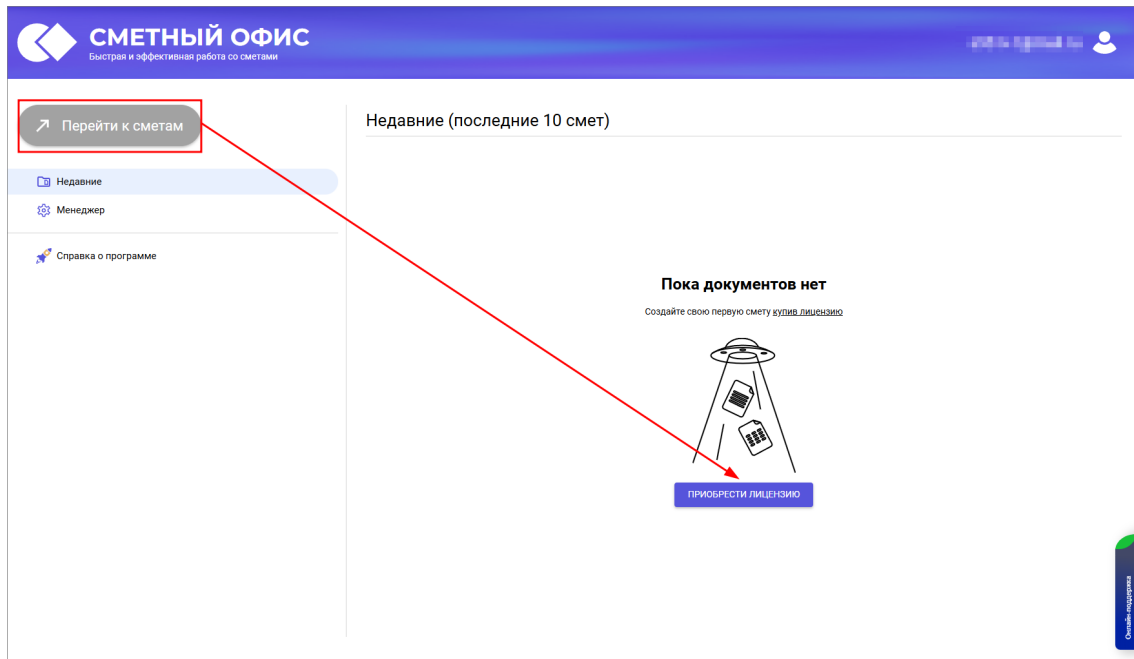 СМЕТНЫЙ ОФИС
Быстрая и эффективная работа со сметами
Перейти к сметам
Недавние
Менеджер
Справка о программе
Недавние (последние 10 смет)
Пока документов нет
Создайте свою первую смету купив лицензию
ПРИОБРЕСТИ ЛИЦЕНЗИЮ
Онлайн-поддержка